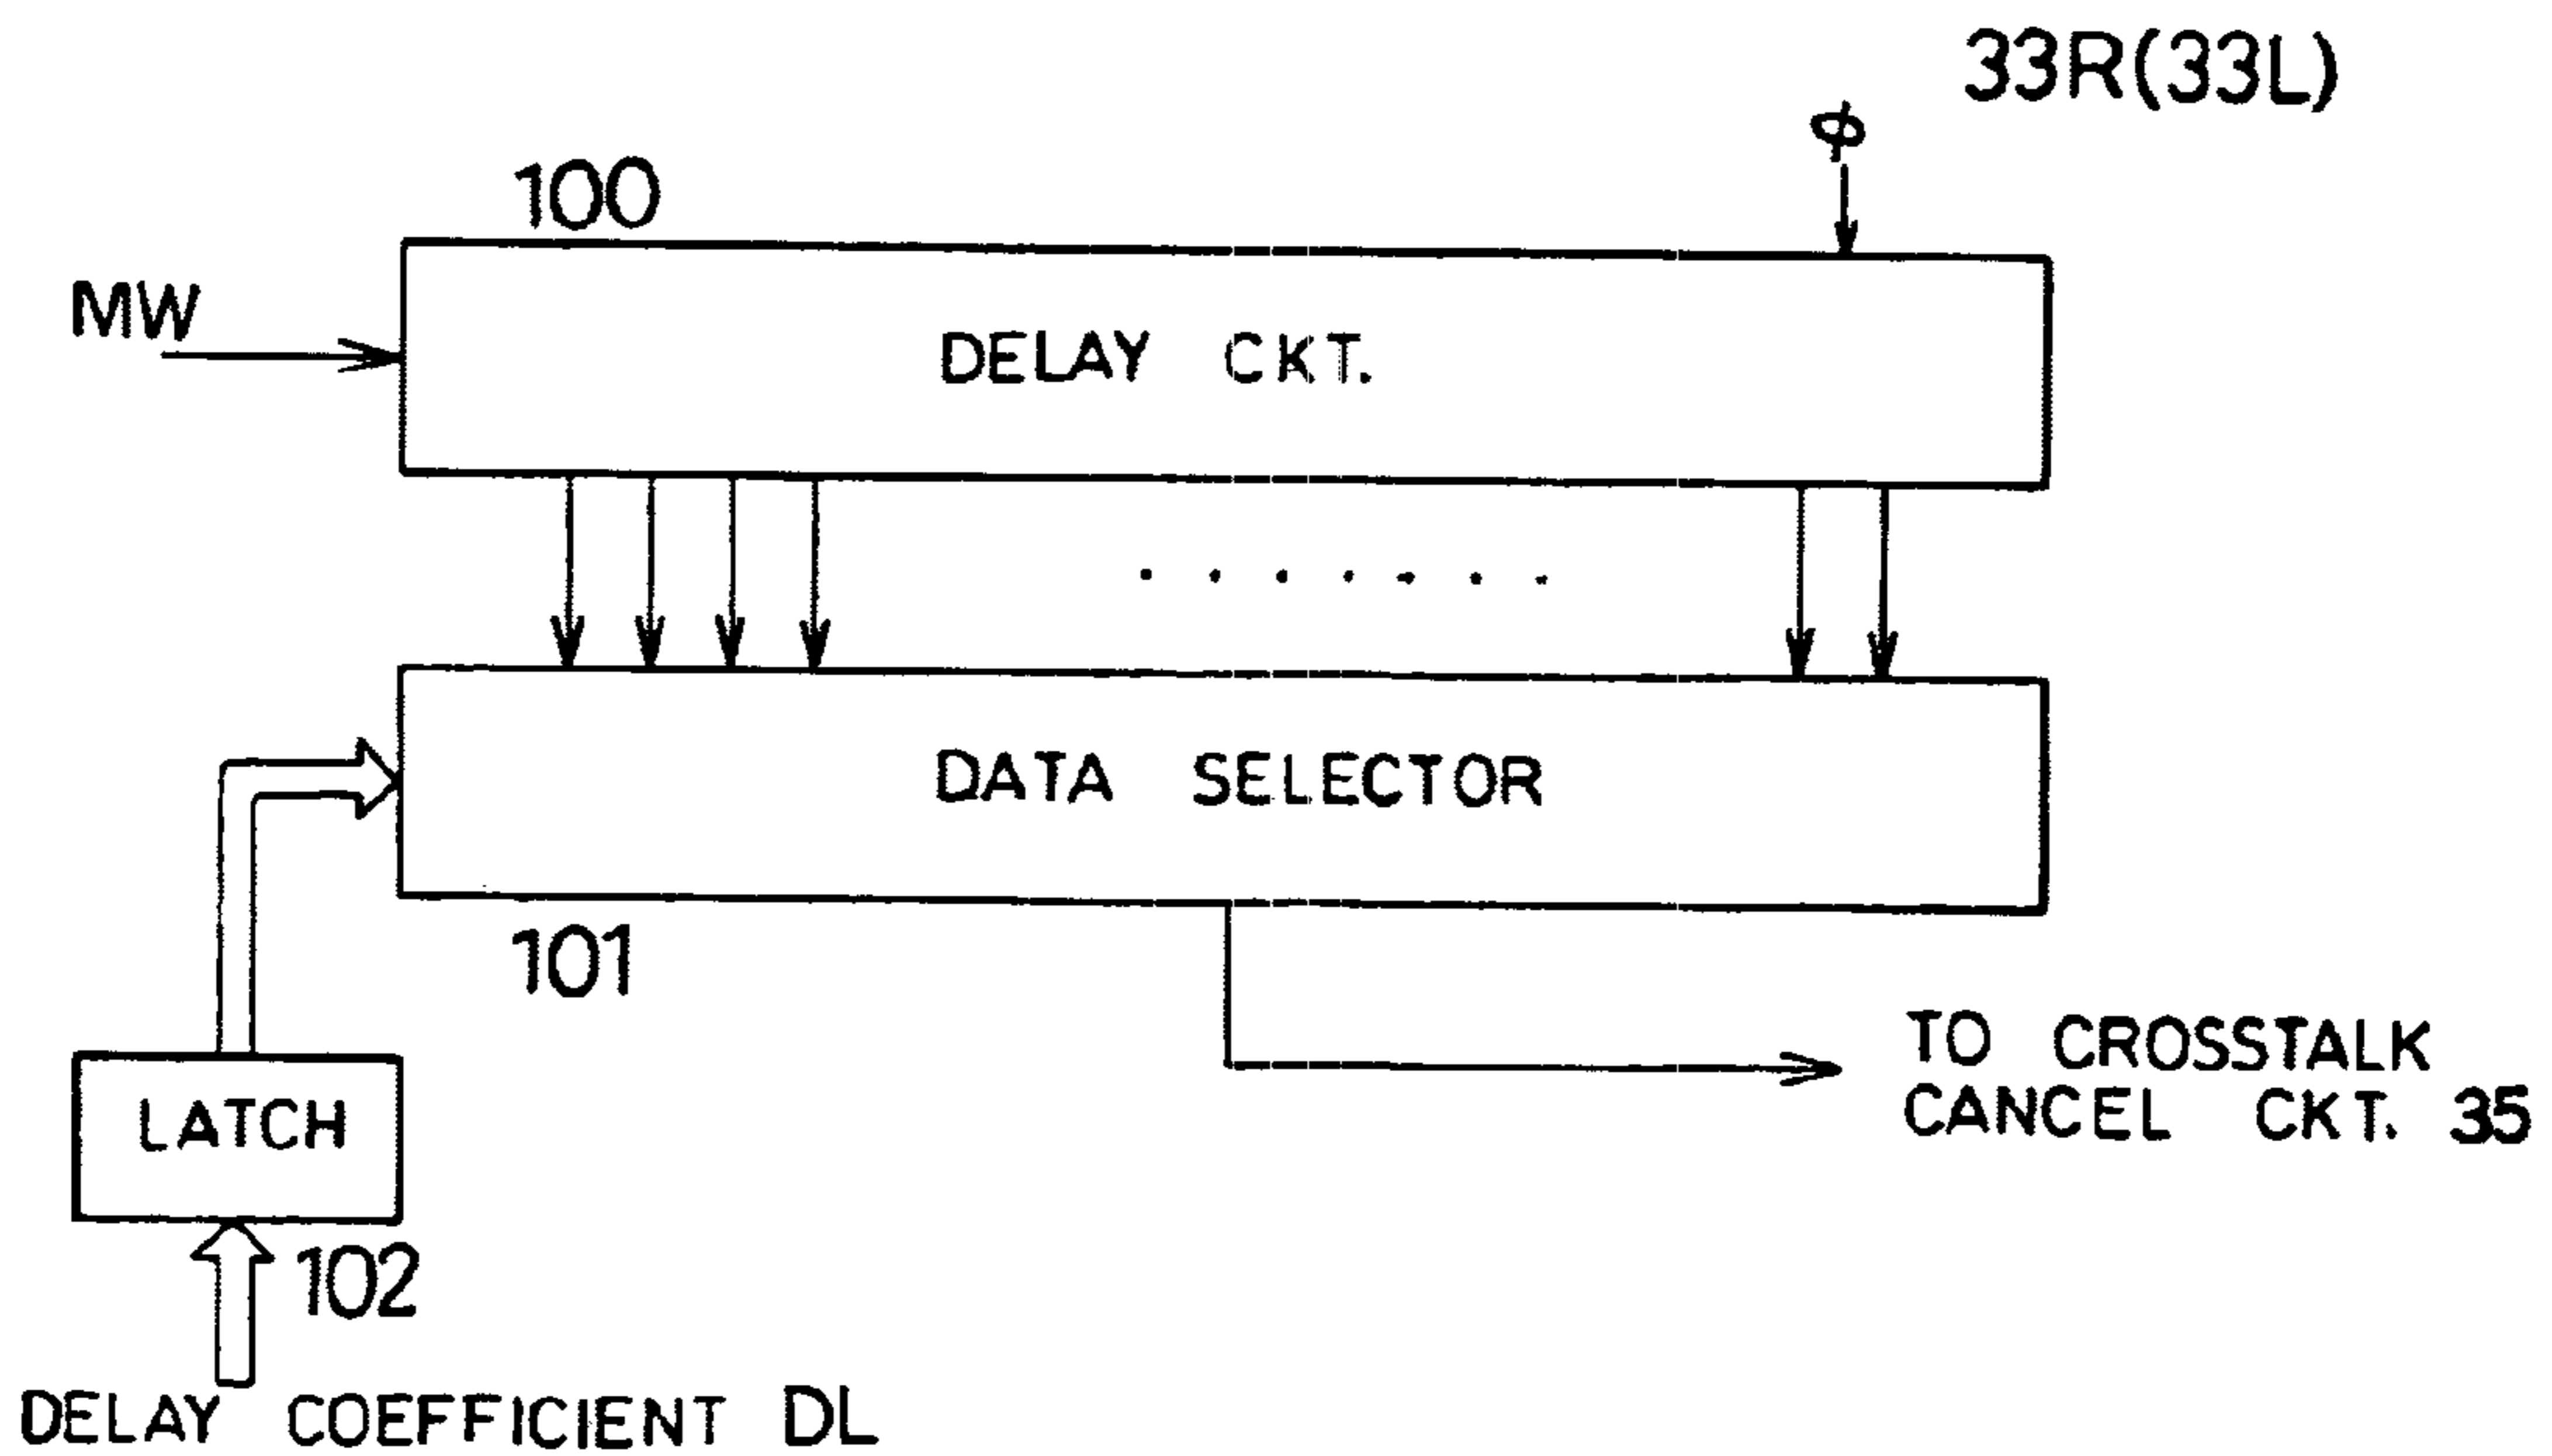 33R(33L)
φ
100
MW
DELAY CKT.
DATA SELECTOR
101
TO CROSSTALK
CANCEL CKT. 35
LATCH
102
DELAY COEFFICIENT DL